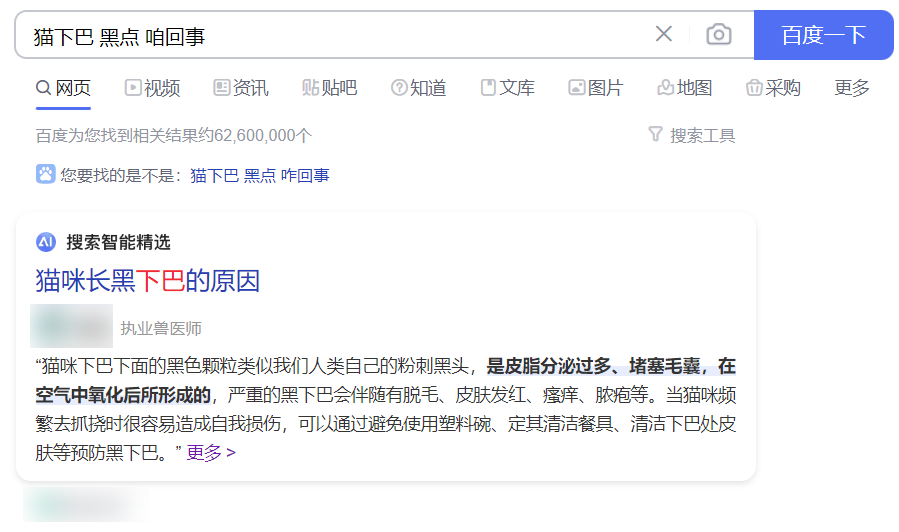 猫下巴 黑点 咱回事
百度一下
网页 视频 资讯 贴吧 知道 文库 图片 地图 采购 更多
百度为您找到相关结果约62,600,000个 搜索工具
您要找的是不是：猫下巴 黑点 咋回事
AI 搜索智能精选
猫咪长黑下巴的原因
执业兽医师
“猫咪下巴下面的黑色颗粒类似我们人类自己的粉刺黑头，是皮脂分泌过多、堵塞毛囊，在
空气中氧化后所形成的，严重的黑下巴会伴随有脱毛、皮肤发红、瘙痒、脓疱等。当猫咪频
繁去抓挠时很容易造成自我损伤，可以通过避免使用塑料碗、定其清洁餐具、清洁下巴处皮
肤等预防黑下巴。” 更多 >